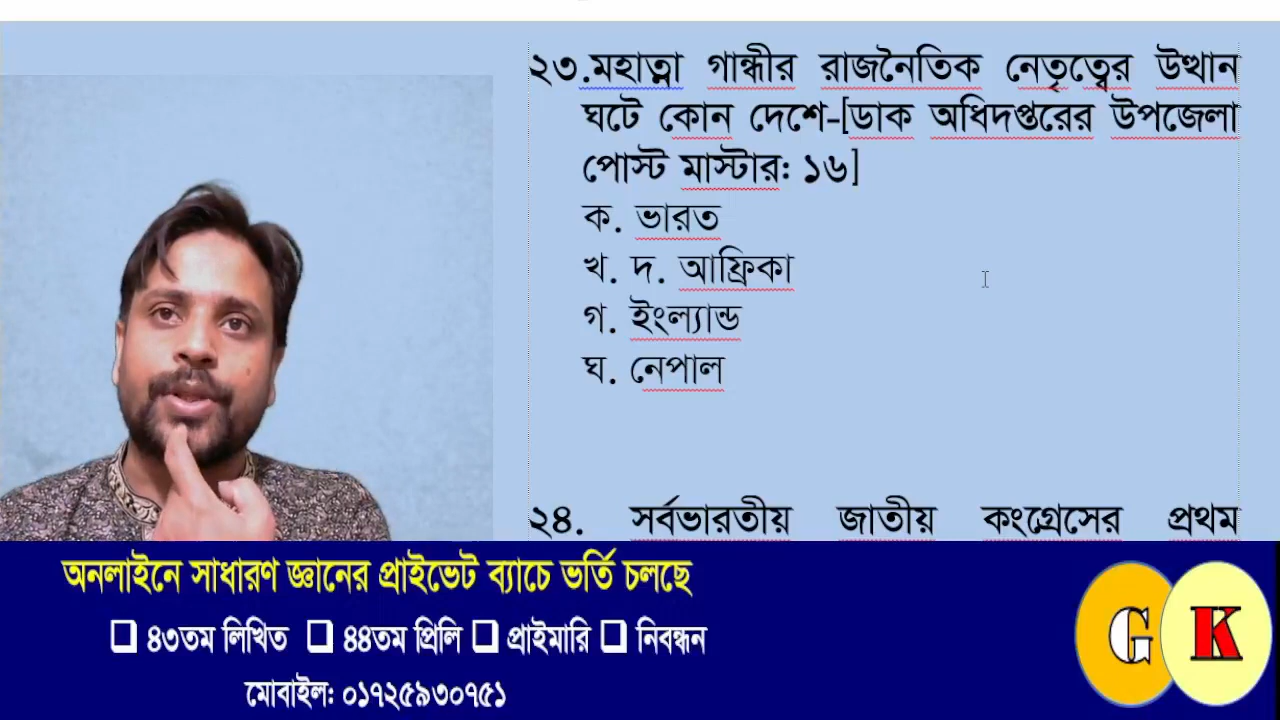 ২৩.মহাত্না গান্ধীর রাজনৈতিক নেতৃত্বের উত্থান
ঘটে কোন দেশে-[ডাক অধিদপ্তরের উপজেলা
পোস্ট মাস্টার: ১৬]
ক. ভারত
খ. দ. আফ্রিকা
গ. ইংল্যান্ড
ঘ. নেপাল
২৪. সর্বভারতীয় জাতীয় কংগ্রেসের প্রথম
অনলাইনে সাধারণ জ্ঞানের প্রাইভেট ব্যাচে ভর্তি চলছে
❑ ৪৩তম লিখিত ❑ ৪৪তম প্রিলি ❑ প্রাইমারি ❑ নিবন্ধন
মোবাইল: ০১৭২৫৯৩০৭৫১
G K